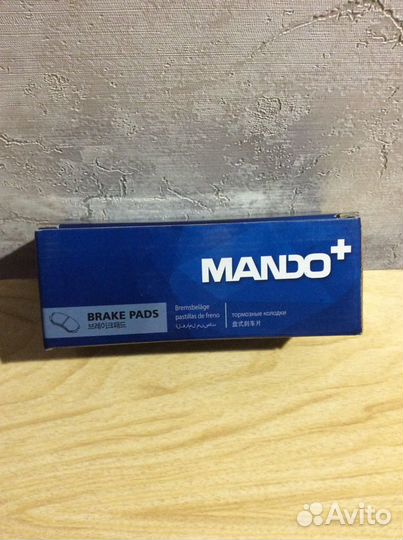 MANDO+
BRAKE PADS
브레이크패드
Bremsbeläge
pastillas de freno
тормозные колодки
盘式刹车片
Avito